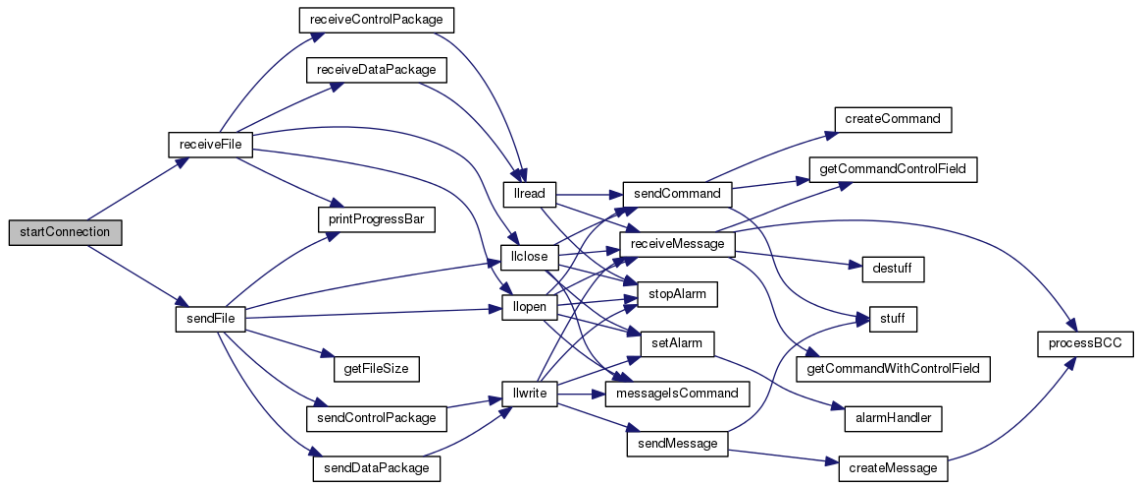 startConnection
receiveFile
sendFile
receiveControlPackage
receiveDataPackage
printProgressBar
getFileSize
sendControlPackage
sendDataPackage
llread
llclose
llopen
llwrite
sendCommand
receiveMessage
stopAlarm
setAlarm
messageIsCommand
sendMessage
createCommand
getCommandControlField
destuff
stuff
getCommandWithControlField
alarmHandler
createMessage
processBCC